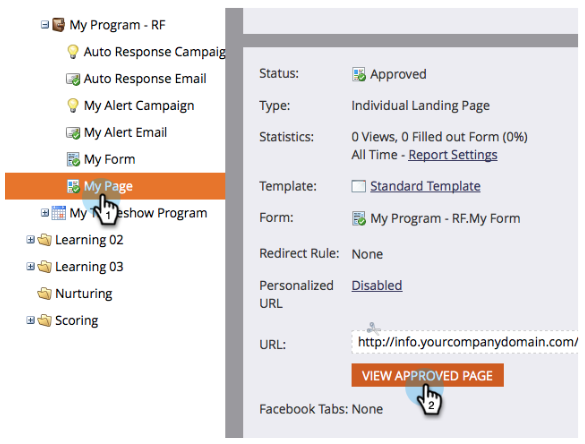 My Program - RF
Auto Response Campaig
Auto Response Email
My Alert Campaign
My Alert Email
My Form
My Page
1
My
eshow Program
Learning 02
Learning 03
Nurturing
Scoring
Status: Approved
Type: Individual Landing Page
Statistics: 0 Views, 0 Filled out Form (0%)
All Time - Report Settings
Template: Standard Template
Form: My Program - RF.My Form
Redirect Rule: None
Personalized URL Disabled
URL: http://info.yourcompanydomain.com/
VIEW APPROVED PAGE
2
Facebook Tabs: None